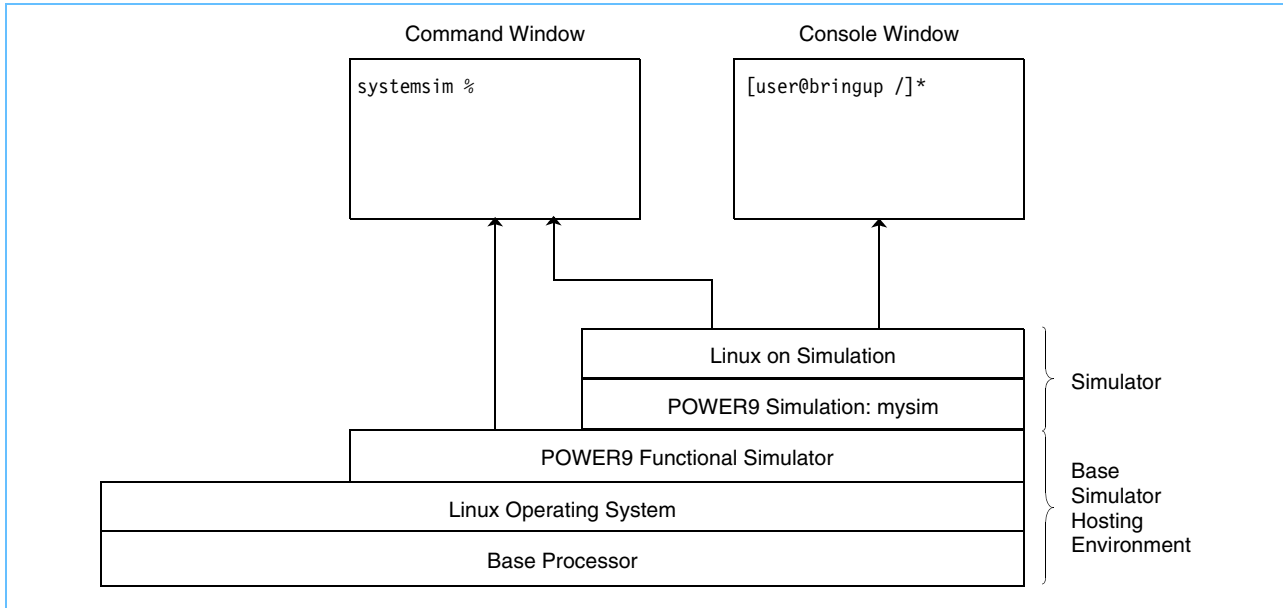 Command Window
Console Window
systemsim %
[user@bringup /]*
Linux on Simulation
POWER9 Simulation: mysim
Simulator
POWER9 Functional Simulator
Linux Operating System
Base Processor
Base
Simulator
Hosting
Environment